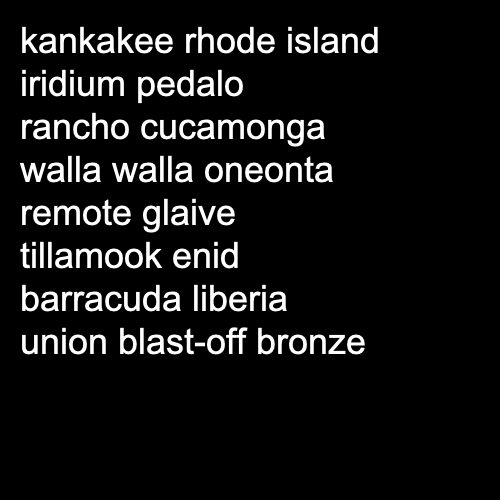 kankakee rhode island
iridium pedalo
rancho cucamonga
walla walla oneonta
remote glaive
tillamook enid
barracuda liberia
union blast-off bronze